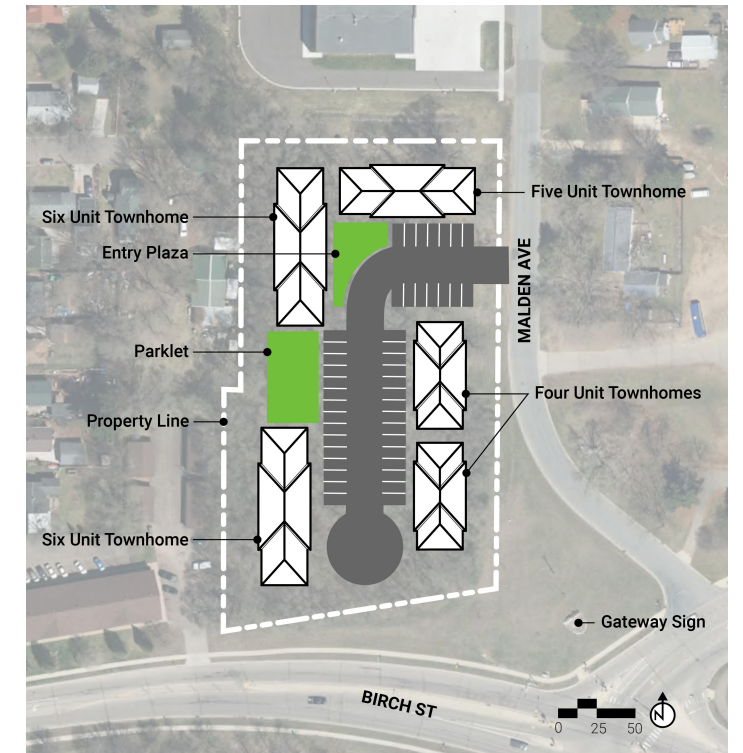 Five Unit Townhome
Six Unit Townhome
Entry Plaza
MALDEN AVE
Parklet
Four Unit Townhomes
Property Line
Six Unit Townhome
Gateway Sign
BIRCH ST
N
0 25 50